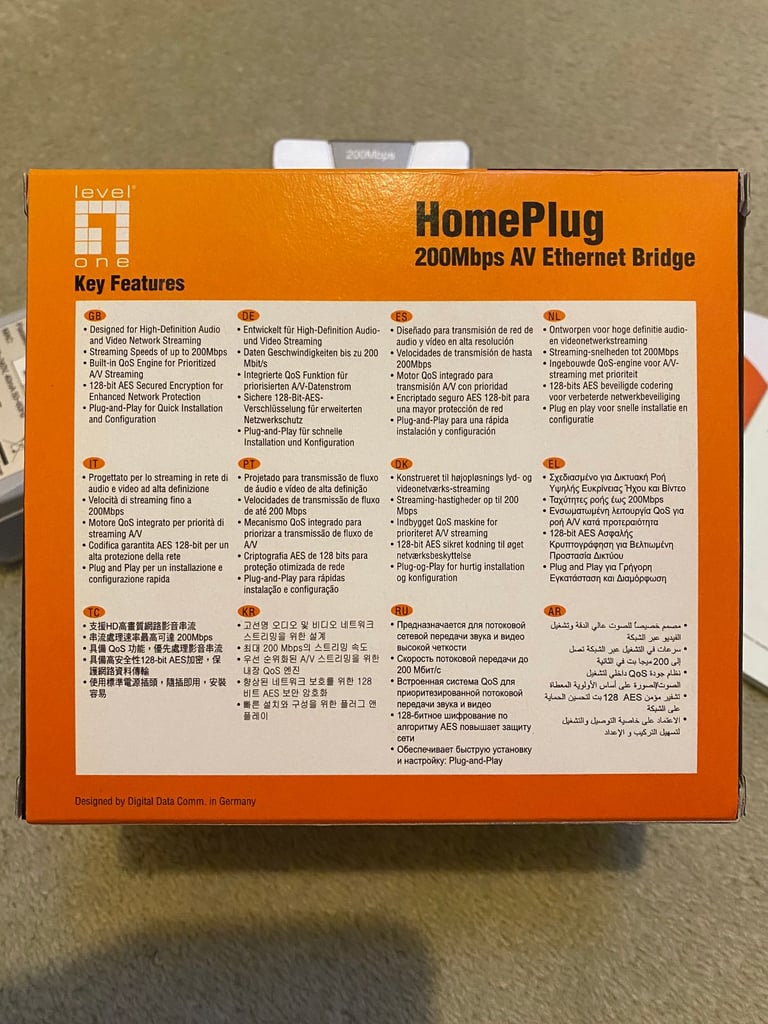 200Mbps
level
one
HomePlug
200Mbps AV Ethernet Bridge
Key Features
GB
• Designed for High-Definition Audio
and Video Network Streaming
• Streaming Speeds of up to 200Mbps
• Built-in QoS Engine for Prioritized
A/V Streaming
• 128-bit AES Secured Encryption for
Enhanced Network Protection
• Plug-and-Play for Quick Installation
and Configuration
DE
• Entwickelt für High-Definition Audio-
und Video Streaming
• Daten Geschwindigkeiten bis zu 200
Mbit/s
• Integrierte QoS Funktion für
priorisierten A/V-Datenstrom
• Sichere 128-Bit-AES-
Verschlüsselung für erweiterten
Netzwerkschutz
• Plug-and-Play für schnelle
Installation und Konfiguration
ES
• Diseñado para transmisión de red de
audio y vídeo en alta resolución
• Velocidades de transmisión de hasta
200Mbps
• Motor QoS integrado para
transmisión A/V con prioridad
• Encriptado seguro AES 128-bit para
una mayor protección de red
• Plug-and-Play para una rápida
instalación y configuración
NL
• Ontworpen voor hoge definitie audio-
en videonetwerkstreaming
• Streaming-snelheden tot 200Mbps
• Ingebouwde QoS-engine voor A/V-
streaming met prioriteit
• 128-bits AES beveiligde codering
voor verbeterde netwerkbeveiliging
• Plug en play voor snelle installatie en
configuratie
IT
• Progettato per lo streaming in rete di
audio e video ad alta definizione
• Velocità di streaming fino a
200Mbps
• Motore QoS integrato per priorità di
streaming A/V
• Codifica garantita AES 128-bit per un
alta protezione della rete
• Plug and Play per un installazione e
configurazione rapida
PT
• Projetado para transmissão de fluxo
de áudio e vídeo de alta definição
• Velocidades de transmissão de fluxo
de até 200 Mbps
• Mecanismo QoS integrado para
priorizar a transmissão de fluxo de
A/V
• Criptografia AES de 128 bits para
proteção otimizada de rede
• Plug-and-Play para rápidas
instalação e configuração
DK
• Konstrueret til højopløsnings lyd- og
videonetværks-streaming
• Streaming-hastigheder op til 200
Mbps
• Indbygget QoS maskine for
prioriteret A/V streaming
• 128-bit AES sikret kodning til øget
netværksbeskyttelse
• Plug-og-Play for hurtig installation
og konfiguration
EL
• Σχεδιασμένο για Δικτυακή Ροή
Υψηλής Ευκρίνειας Ήχου και Βίντεο
• Ταχύτητες ροής έως 200Mbps
• Ενσωματωμένη λειτουργία QoS για
ροή A/V κατά προτεραιότητα
• 128-bit AES Ασφαλής
Κρυπτογράφηση για Βελτιωμένη
Προστασία Δικτύου
• Plug and Play για Γρήγορη
Εγκατάσταση και Διαμόρφωση
TC
• 支援HD高畫質網路影音串流
• 串流處理速率最高可達 200Mbps
• 具備 QoS 功能，優先處理影音串流
• 具備高安全性128-bit AES加密，保
護網路資料傳輸
• 使用標準電源插頭，隨插即用，安裝
容易
KR
• 고선명 오디오 및 비디오 네트워크
스트리밍을 위한 설계
• 최대 200 Mbps의 스트리밍 속도
• 우선 순위화된 A/V 스트리밍을 위한
내장 QoS 엔진
• 향상된 네트워크 보호를 위한 128
비트 AES 보안 암호화
• 빠른 설치와 구성을 위한 플러그 앤
플레이
RU
• Предназначается для потоковой
сетевой передачи звука и видео
высокой четкости
• Скорость потоковой передачи до
200 Мбит/с
• Встроенная система QoS для
приоритезированной потоковой
передачи звука и видео
• 128-битное шифрование по
алгоритму AES повышает защиту
сети
• Обеспечивает быструю установку
и настройку: Plug-and-Play
AR
• مصمم خصيصاً للصوت عالي الدقة وتشغيل
الفيديو عبر الشبكة
• سرعات في التشغيل عبر الشبكة تصل
إلى 200 ميجا بت في الثانية
• نظام جودة QoS داخلي لتشغيل
الصوت/الصورة على أساس الأولوية المعطاة
• تشفير مؤمن AES 128 بت لتحسين الحماية
على الشبكة
• الاعتماد على خاصية التوصيل والتشغيل
لتسهيل التركيب و الإعداد
Designed by Digital Data Comm. in Germany